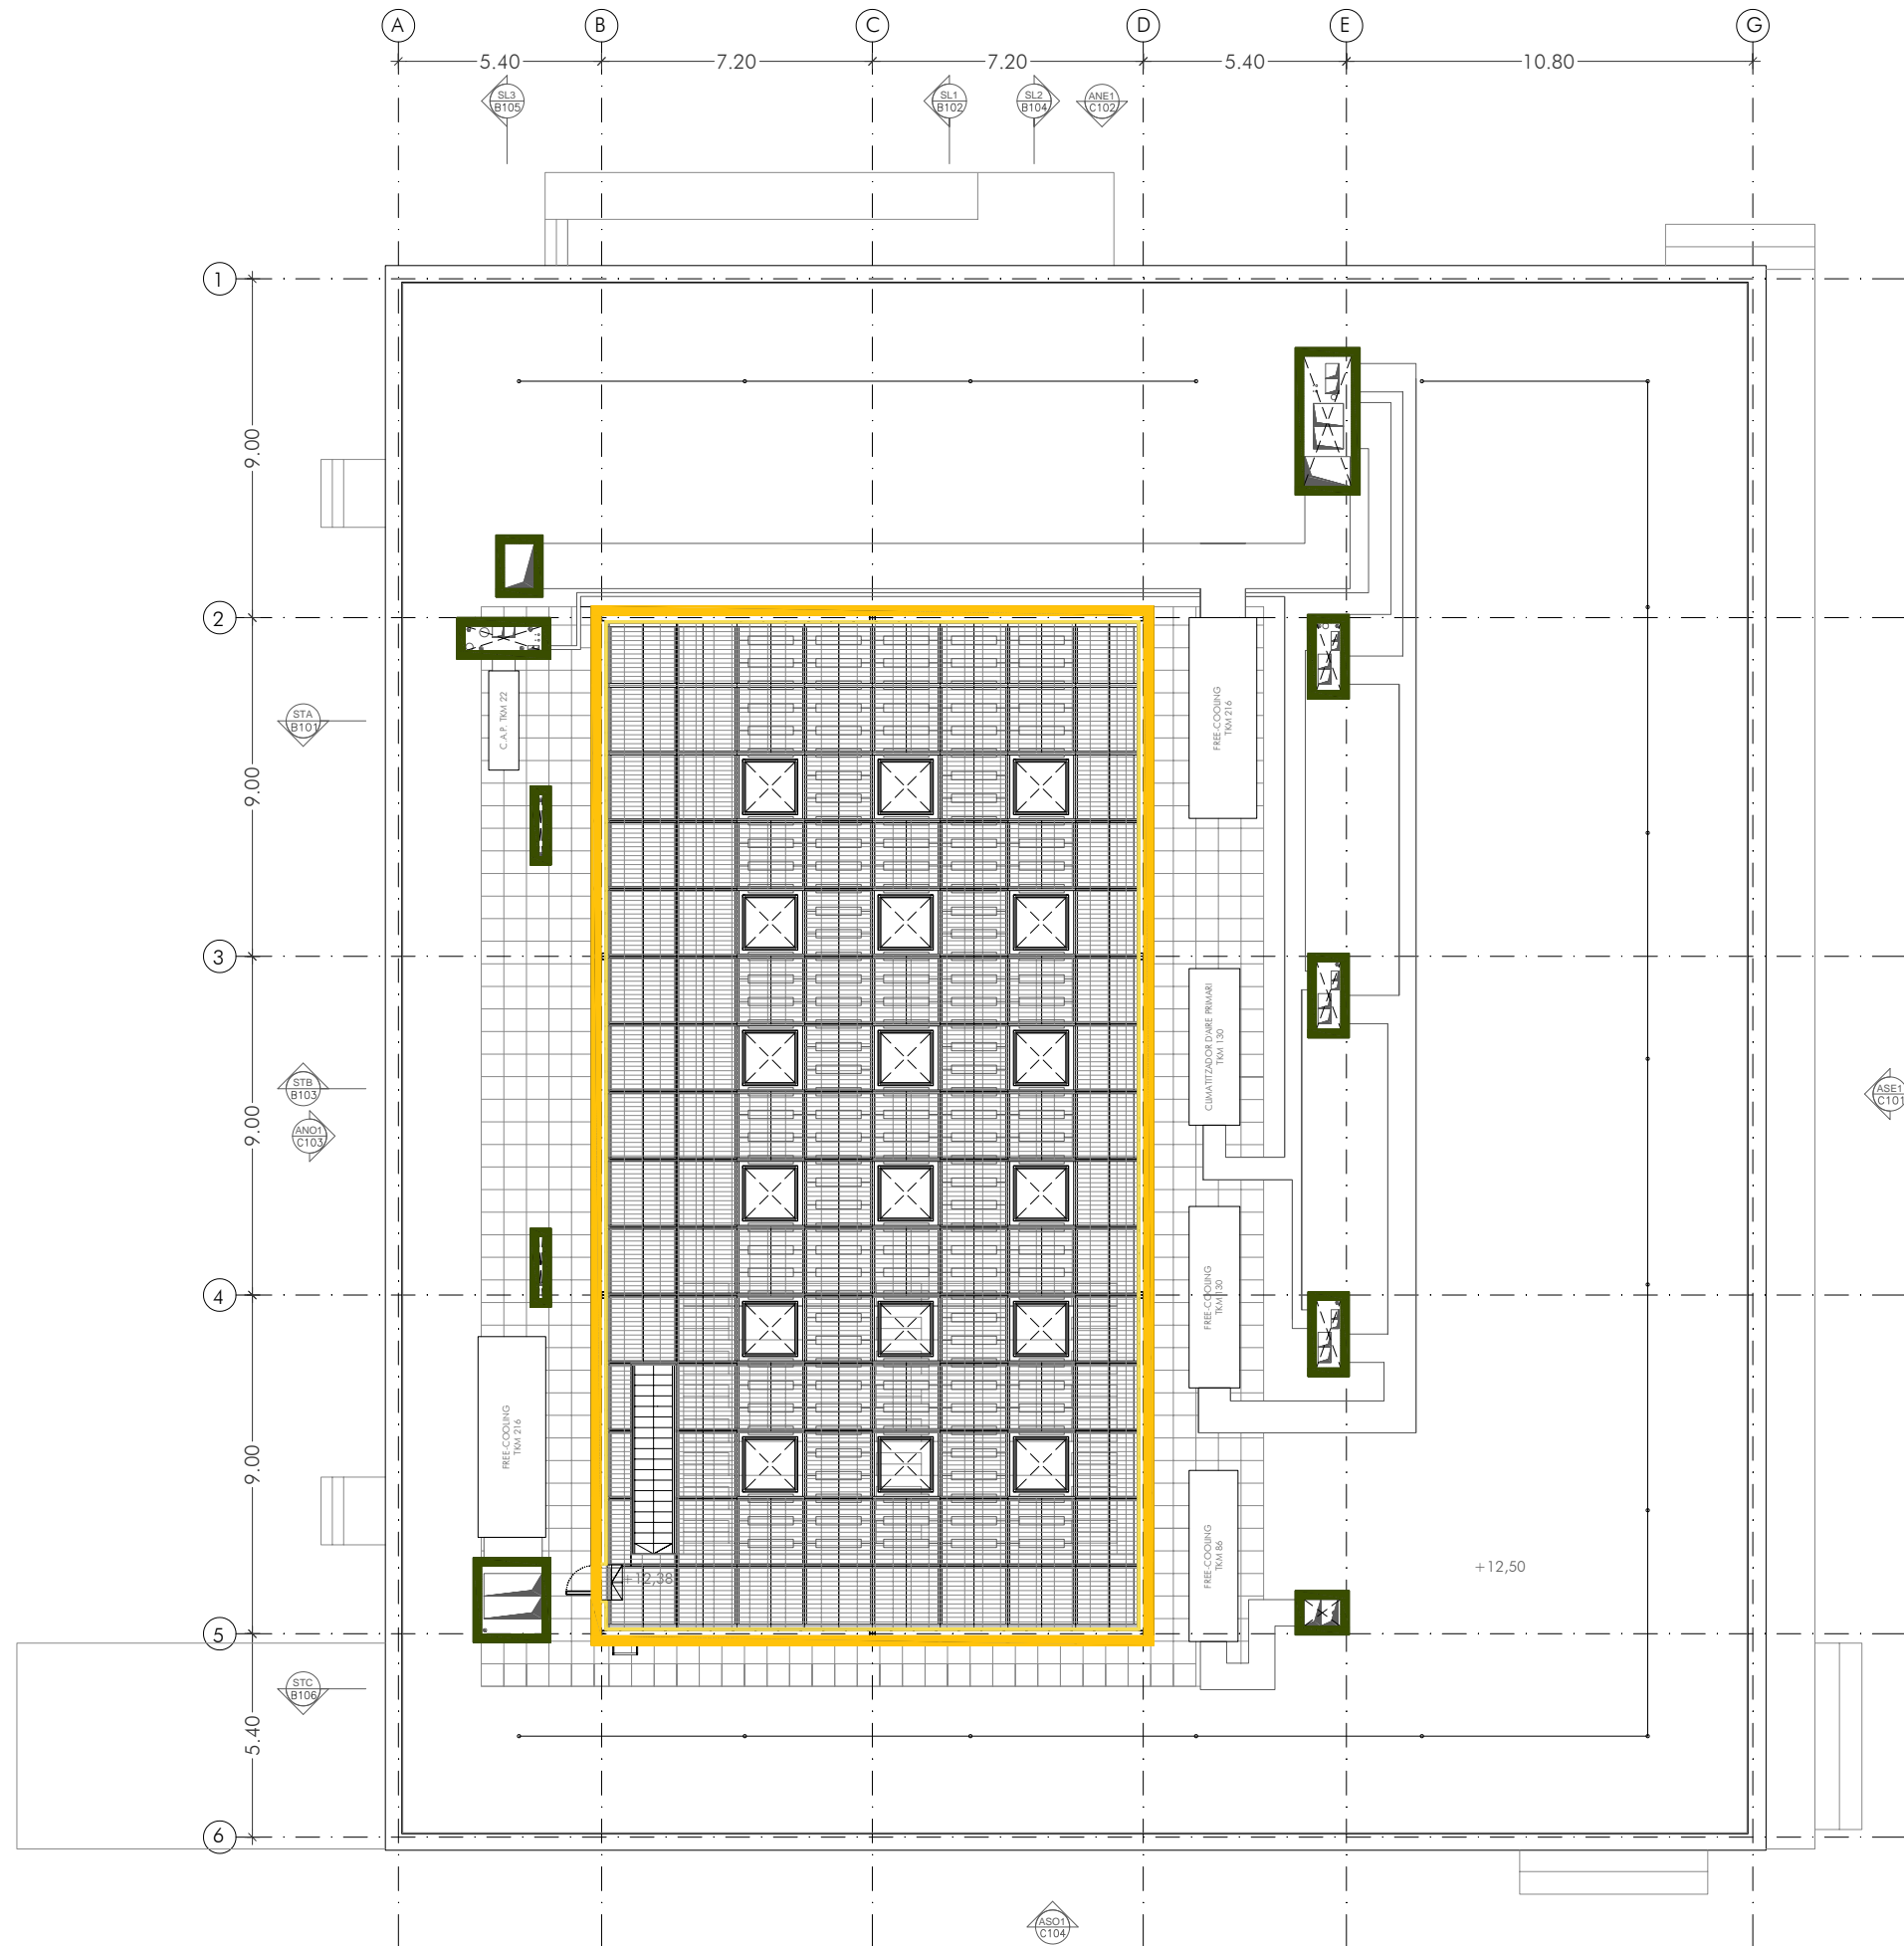 A B C D E G
5.40 7.20 7.20 5.40 10.80
SL3
B105
SL1
B102
SL2
B104
ANE1
C102
1
9.00
2
C.A.P. TKM 22
FREE-COOLING
TKM 216
STA
B101
9.00
3
CLIMATITZADOR D'AIRE PRIMARI
TKM 130
STB
B103
ANO1
C103
ASE1
C101
9.00
4
FREE-COOLING
TKM 130
FREE-COOLING
TKM 216
9.00
FREE-COOLING
TKM 86
+12,38
+12,50
5
STC
B106
5.40
6
ASO1
C104